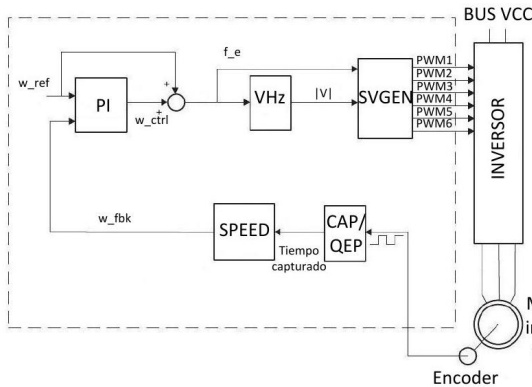 BUS VCC
w_ref
f_e
PI
w_ctrl
+
+
VHz
|V|
SVGEN
PWM1
PWM2
PWM3
PWM4
PWM5
PWM6
INVERSOR
w_fbk
SPEED
Tiempo
capturado
CAP/
QEP
Encoder